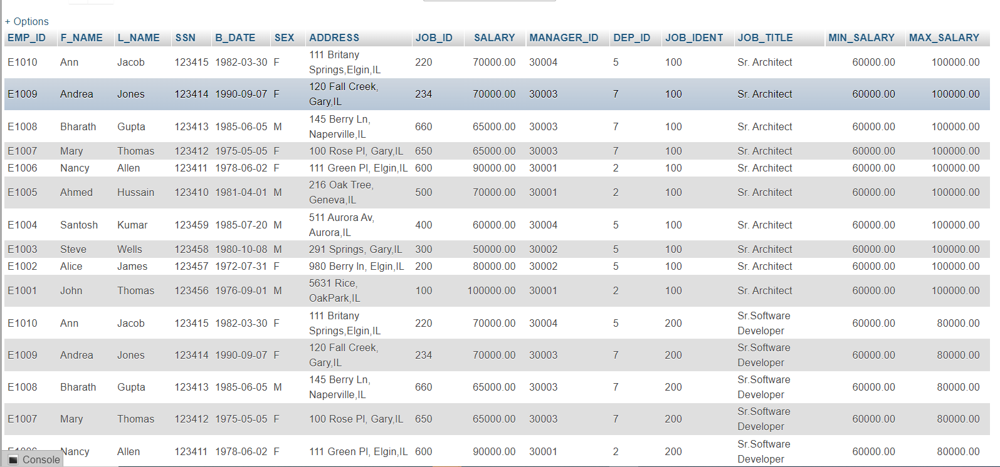 + Options
EMP_ID F_NAME L_NAME SSN B_DATE SEX ADDRESS JOB_ID SALARY MANAGER_ID DEP_ID JOB_IDENT JOB_TITLE MIN_SALARY MAX_SALARY
E1010 Ann Jacob 123415 1982-03-30 F 111 Britany Springs,Elgin,IL 220 70000.00 30004 5 100 Sr. Architect 60000.00 100000.00
E1009 Andrea Jones 123414 1990-09-07 F 120 Fall Creek, Gary,IL 234 70000.00 30003 7 100 Sr. Architect 60000.00 100000.00
E1008 Bharath Gupta 123413 1985-06-05 M 145 Berry Ln, Naperville,IL 660 65000.00 30003 7 100 Sr. Architect 60000.00 100000.00
E1007 Mary Thomas 123412 1975-05-05 F 100 Rose Pl, Gary,IL 650 65000.00 30003 7 100 Sr. Architect 60000.00 100000.00
E1006 Nancy Allen 123411 1978-06-02 F 111 Green Pl, Elgin,IL 600 90000.00 30001 2 100 Sr. Architect 60000.00 100000.00
E1005 Ahmed Hussain 123410 1981-04-01 M 216 Oak Tree, Geneva,IL 500 70000.00 30001 2 100 Sr. Architect 60000.00 100000.00
E1004 Santosh Kumar 123459 1985-07-20 M 511 Aurora Av, Aurora,IL 400 60000.00 30004 5 100 Sr. Architect 60000.00 100000.00
E1003 Steve Wells 123458 1980-10-08 M 291 Springs, Gary,IL 300 50000.00 30002 5 100 Sr. Architect 60000.00 100000.00
E1002 Alice James 123457 1972-07-31 F 980 Berry ln, Elgin,IL 200 80000.00 30002 5 100 Sr. Architect 60000.00 100000.00
E1001 John Thomas 123456 1976-09-01 M 5631 Rice, OakPark,IL 100 100000.00 30001 2 100 Sr. Architect 60000.00 100000.00
E1010 Ann Jacob 123415 1982-03-30 F 111 Britany Springs,Elgin,IL 220 70000.00 30004 5 200 Sr.Software Developer 60000.00 80000.00
E1009 Andrea Jones 123414 1990-09-07 F 120 Fall Creek, Gary,IL 234 70000.00 30003 7 200 Sr.Software Developer 60000.00 80000.00
E1008 Bharath Gupta 123413 1985-06-05 M 145 Berry Ln, Naperville,IL 660 65000.00 30003 7 200 Sr.Software Developer 60000.00 80000.00
E1007 Mary Thomas 123412 1975-05-05 F 100 Rose Pl, Gary,IL 650 65000.00 30003 7 200 Sr.Software Developer 60000.00 80000.00
Nancy Allen 123411 1978-06-02 F 111 Green Pl, Elgin,IL 600 90000.00 30001 2 200 Sr.Software Developer 60000.00 80000.00
Console